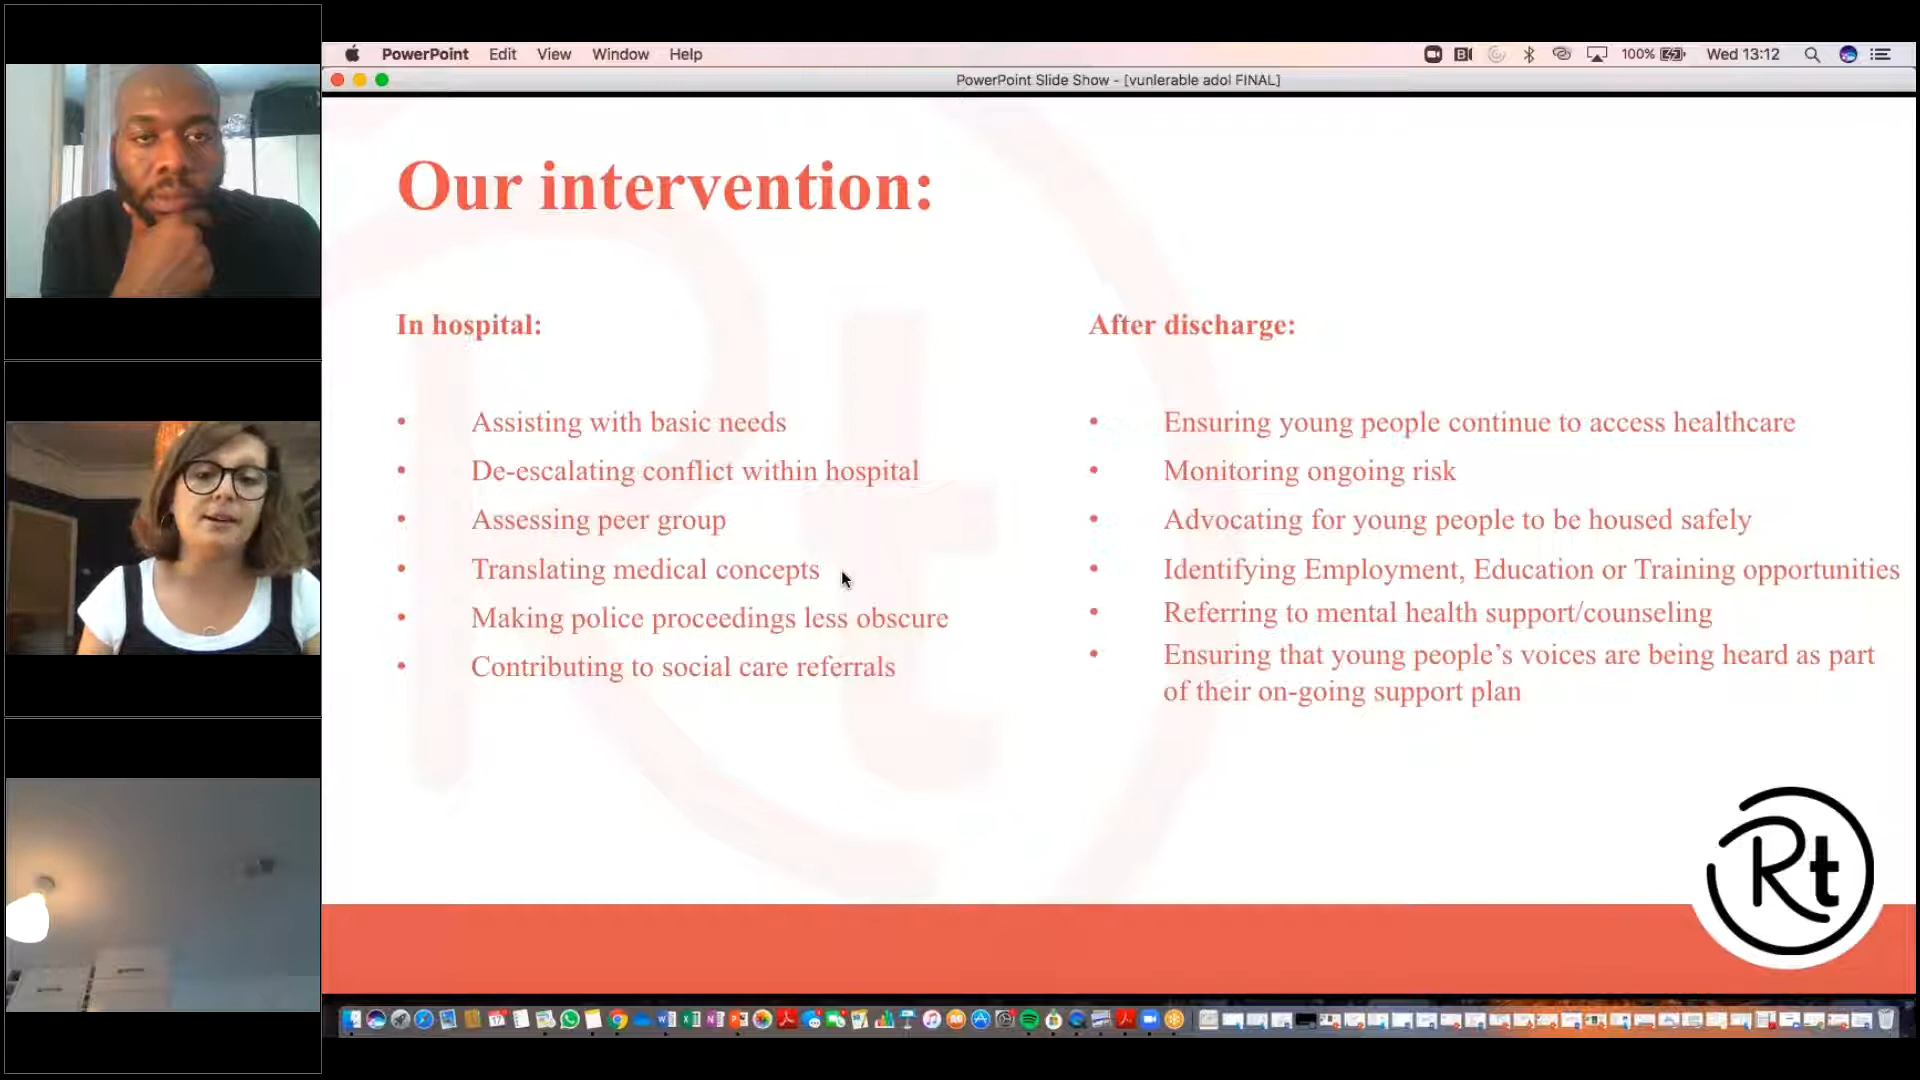 PowerPoint Edit View Window Help 100% Wed 13:12
PowerPoint Slide Show - [vunlerable adol FINAL]
Our intervention:
In hospital:
• Assisting with basic needs
• De-escalating conflict within hospital
• Assessing peer group
• Translating medical concepts
• Making police proceedings less obscure
• Contributing to social care referrals
After discharge:
• Ensuring young people continue to access healthcare
• Monitoring ongoing risk
• Advocating for young people to be housed safely
• Identifying Employment, Education or Training opportunities
• Referring to mental health support/counseling
• Ensuring that young people’s voices are being heard as part
of their on-going support plan
Rt